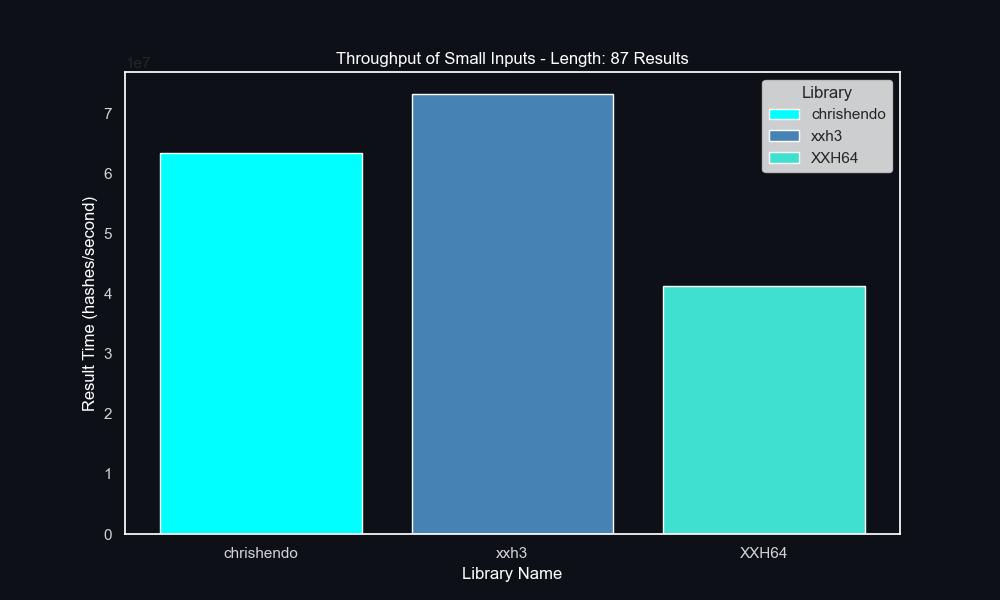 Throughput of Small Inputs - Length: 87 Results
1e7
Library
chrishendo
xxh3
XXH64
7
6
5
4
3
2
1
0
Result Time (hashes/second)
chrishendo xxh3 XXH64
Library Name